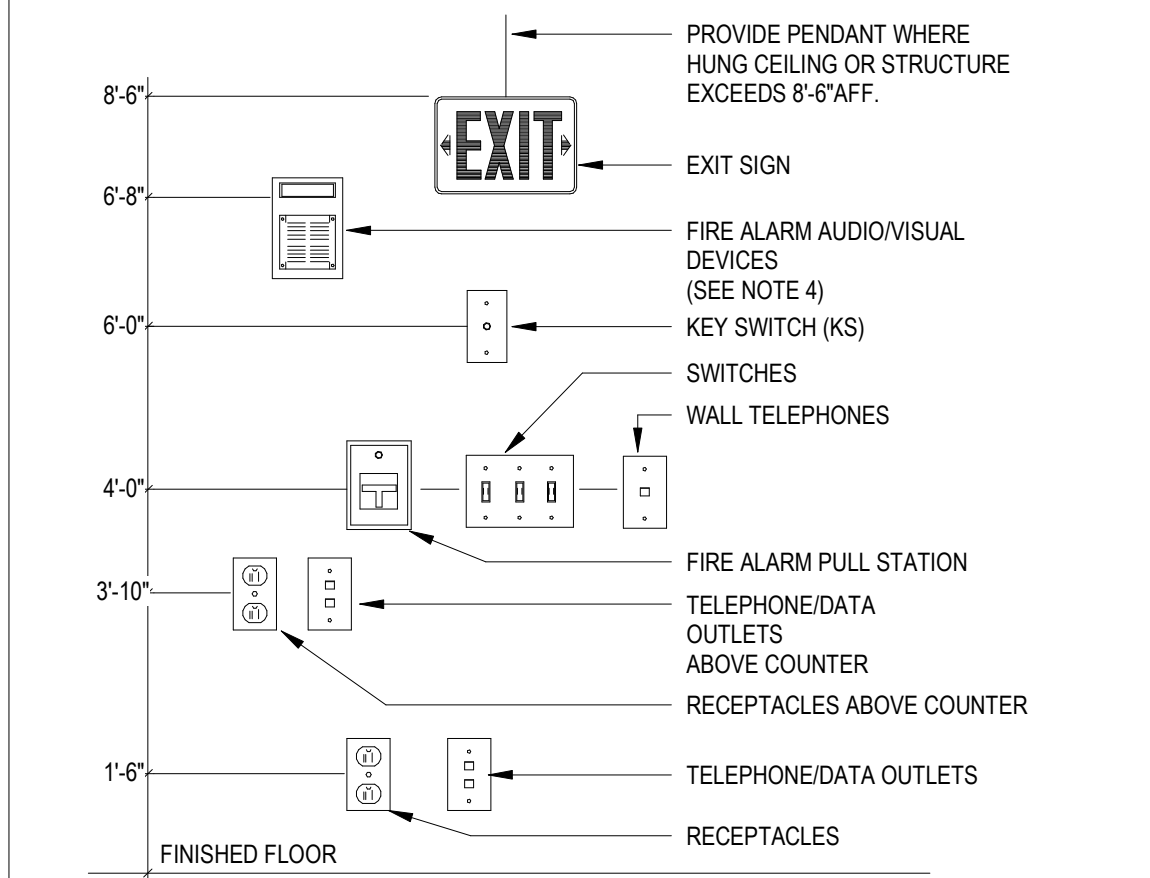 PROVIDE PENDANT WHERE
HUNG CEILING OR STRUCTURE
EXCEEDS 8'-6"AFF.
8'-6"
EXIT
EXIT SIGN
6'-8"
FIRE ALARM AUDIO/VISUAL
DEVICES
(SEE NOTE 4)
6'-0"
KEY SWITCH (KS)
SWITCHES
WALL TELEPHONES
4'-0"
FIRE ALARM PULL STATION
3'-10"
TELEPHONE/DATA
OUTLETS
ABOVE COUNTER
RECEPTACLES ABOVE COUNTER
1'-6"
TELEPHONE/DATA OUTLETS
RECEPTACLES
FINISHED FLOOR